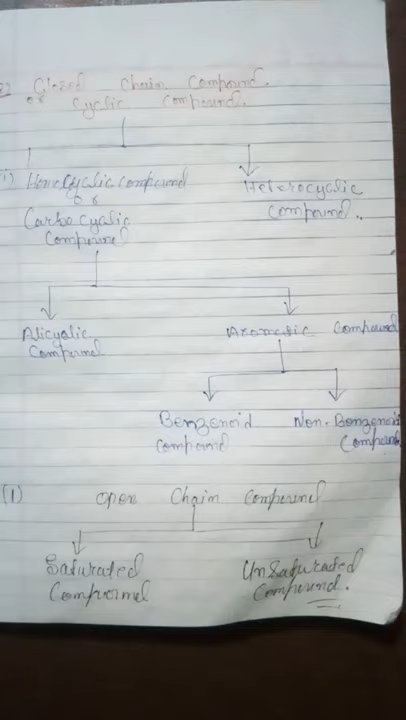 2) Closed Chain Compound.
or Cyclic Compound.
i) Homocyclic compound
or
Carbocyclic
Compound
Heterocyclic
Compound.
Alicyclic
Compound
Aromatic Compound
Benzenoid
Compound
Non-Benzenoid
Compound
(1) Open Chain Compound
Saturated
Compound
Unsaturated
Compound.